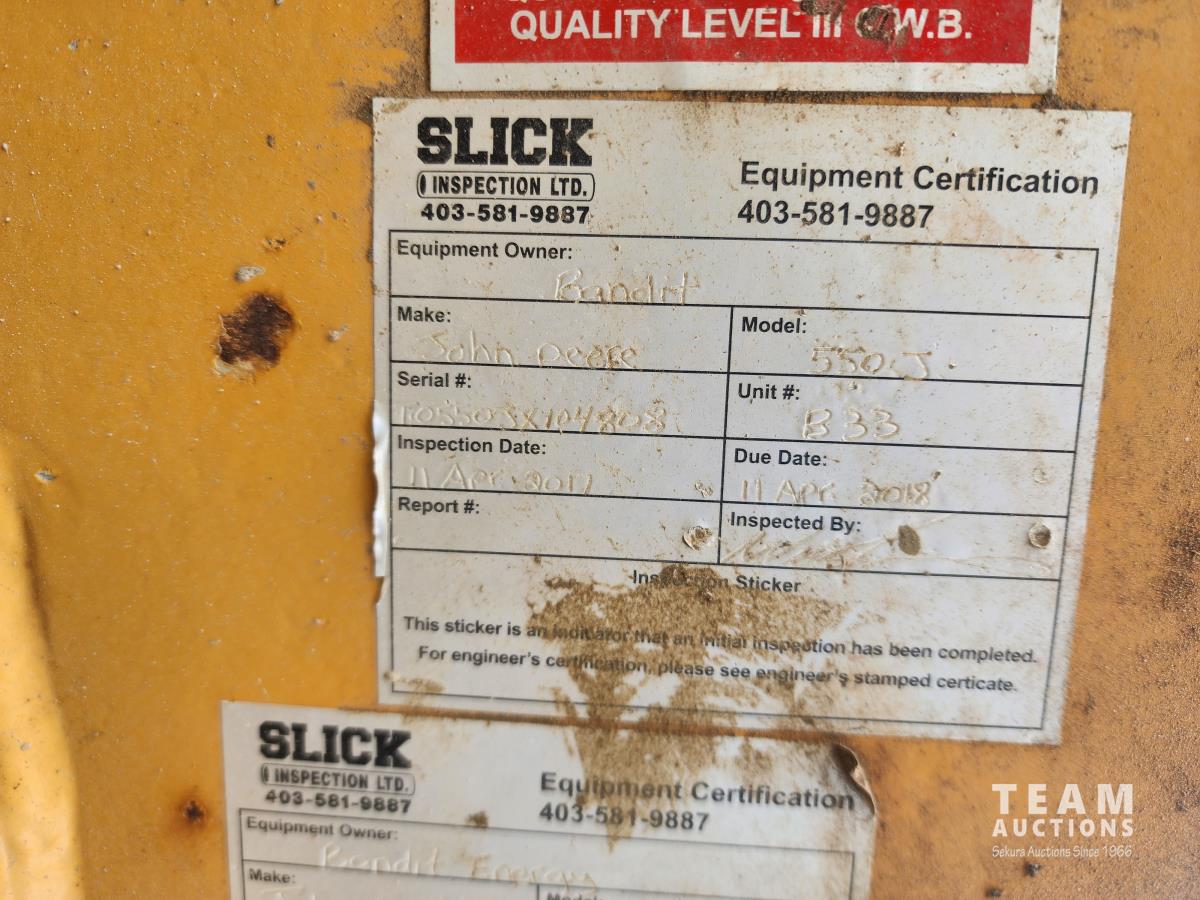 QUALITY LEVEL III C.W.B.
SLICK
INSPECTION LTD.
403-581-9887
Equipment Certification
403-581-9887
Equipment Owner:
Bandit
Make:
John Deere
Model:
550J
Serial #:
Unit #:
B33
Inspection Date:
11 Apr 2017
Due Date:
11 Apr 2018
Report #:
Inspected By:
Inspection Sticker
This sticker is an indicator that an initial inspection has been completed.
For engineer's certification, please see engineer's stamped certicate.
SLICK
INSPECTION LTD.
403-581-9887
Equipment Certification
403-581-9887
Equipment Owner:
Bandit Energy
Make:
TEAM
AUCTIONS
Sekura Auctions Since 1966